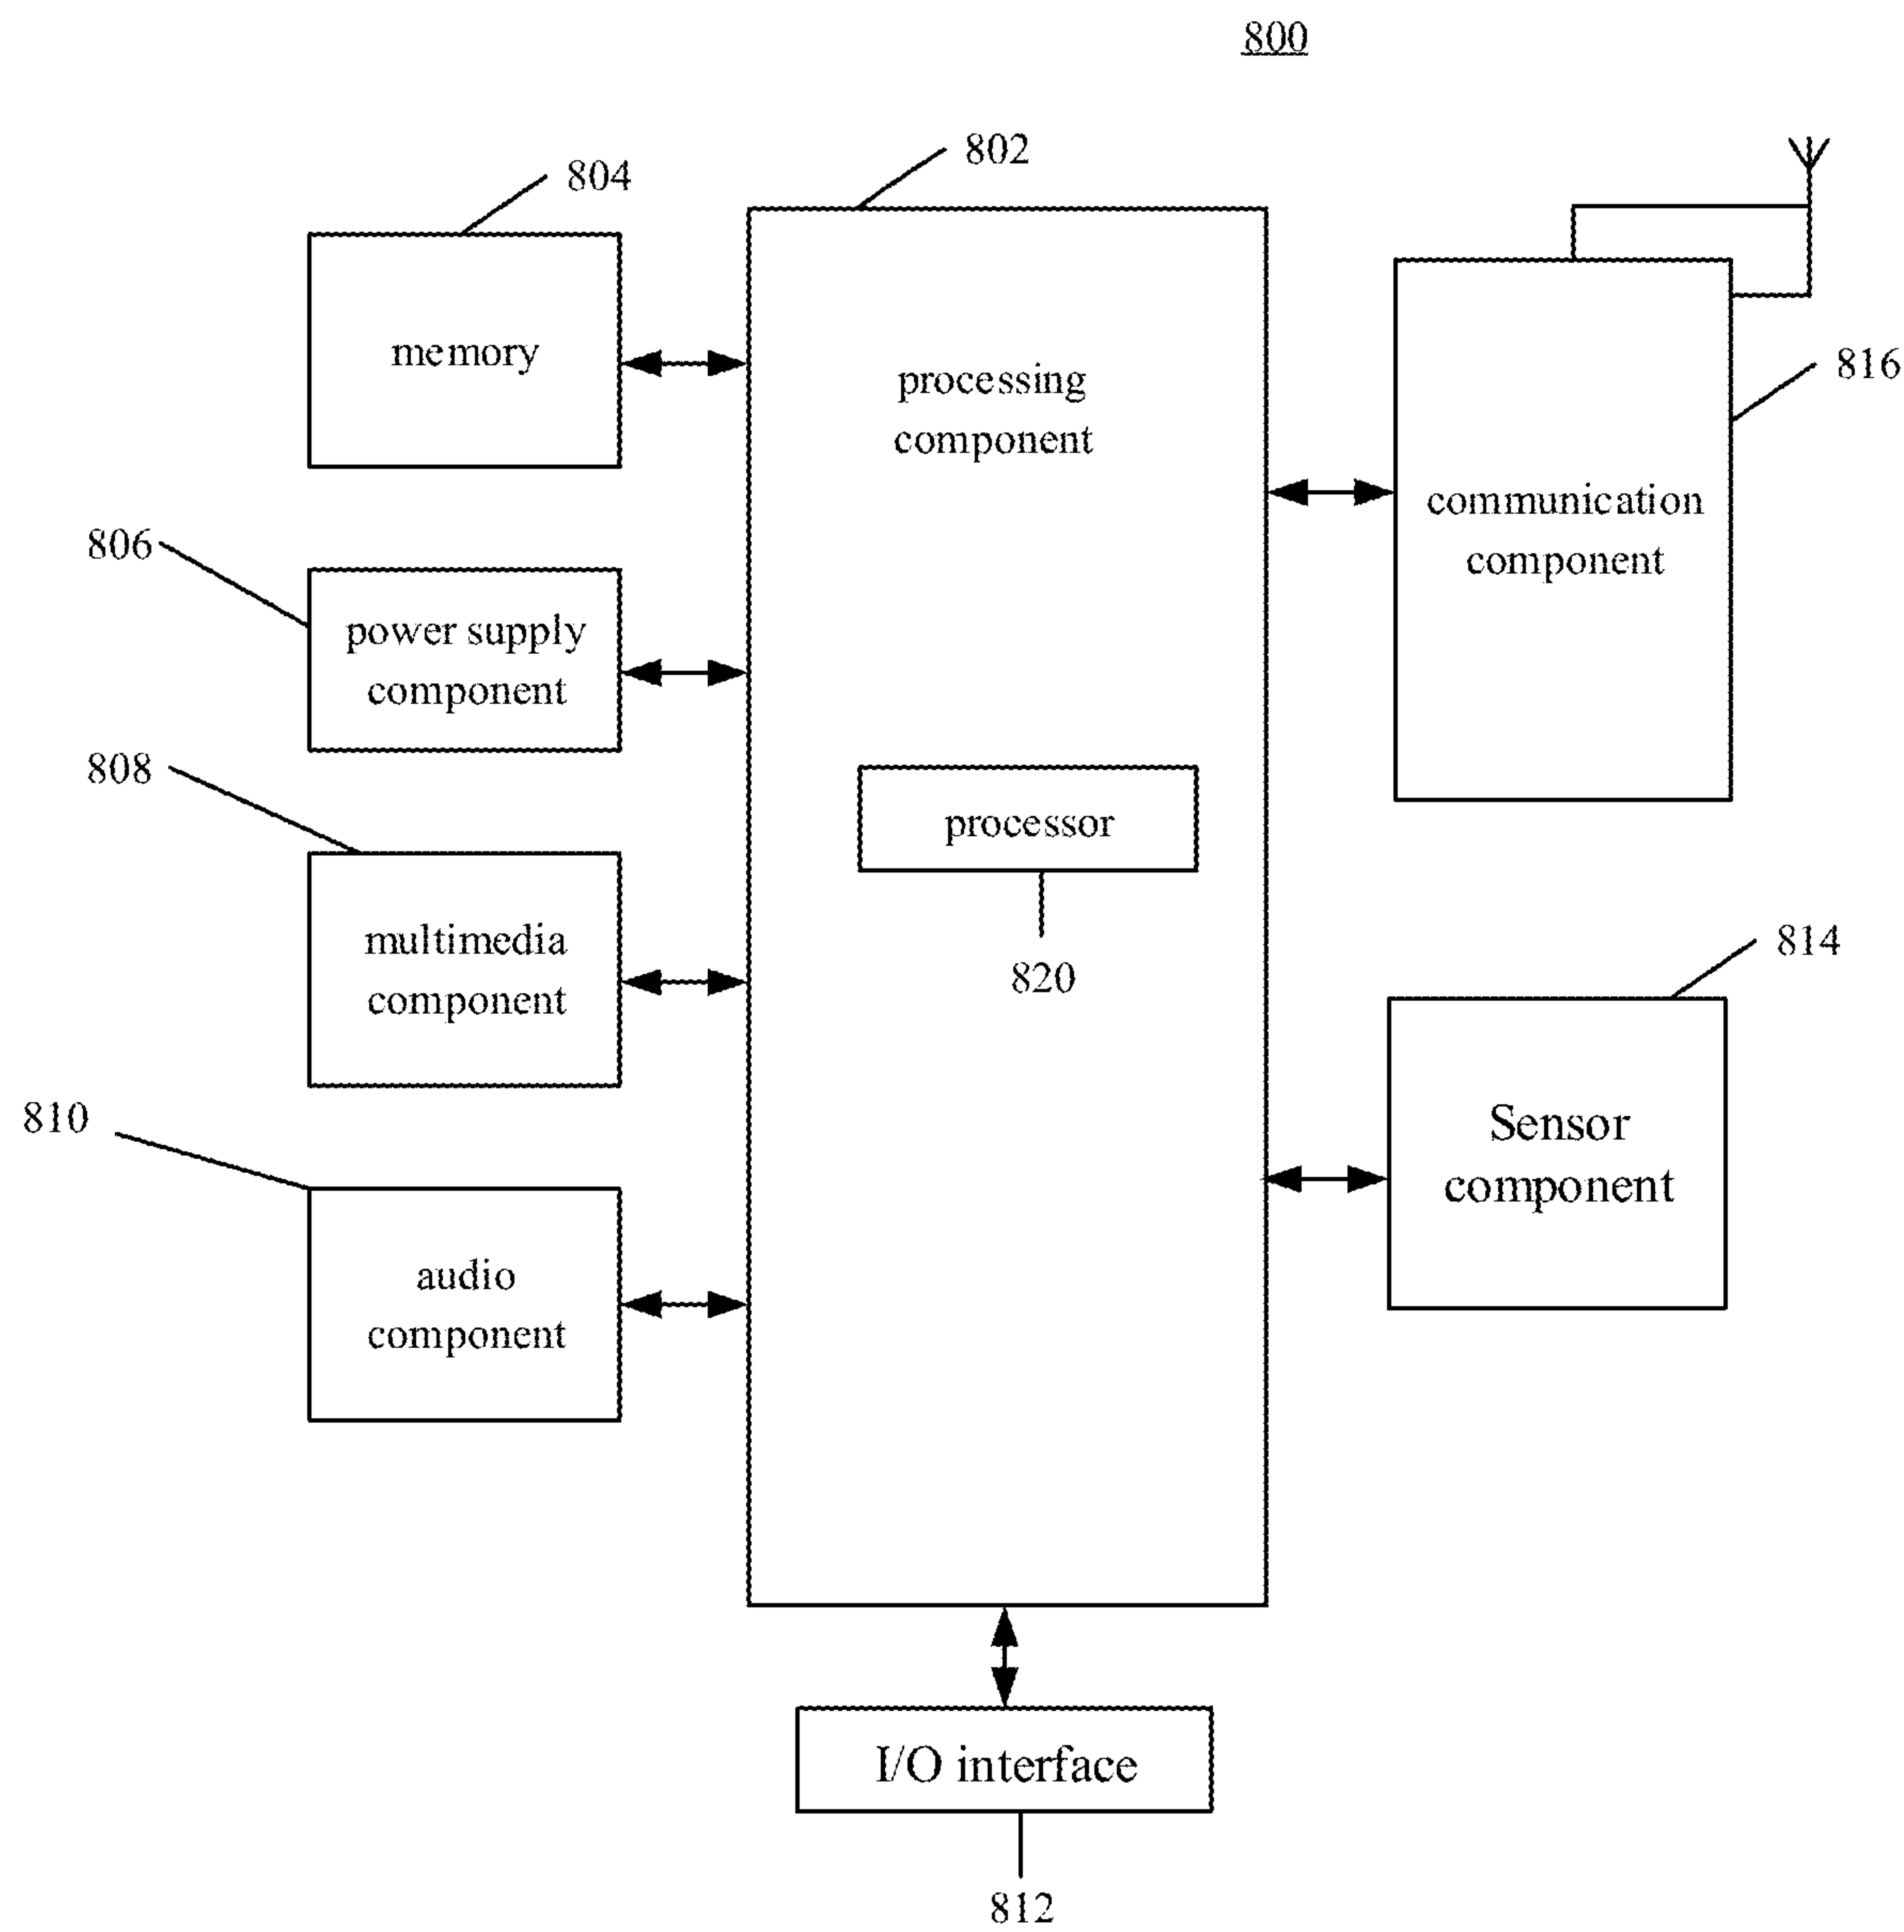 800
802
804
memory
processing
component
816
communication
component
806
power supply
component
808
processor
820
multimedia
component
814
810
Sensor
component
audio
component
I/O interface
812